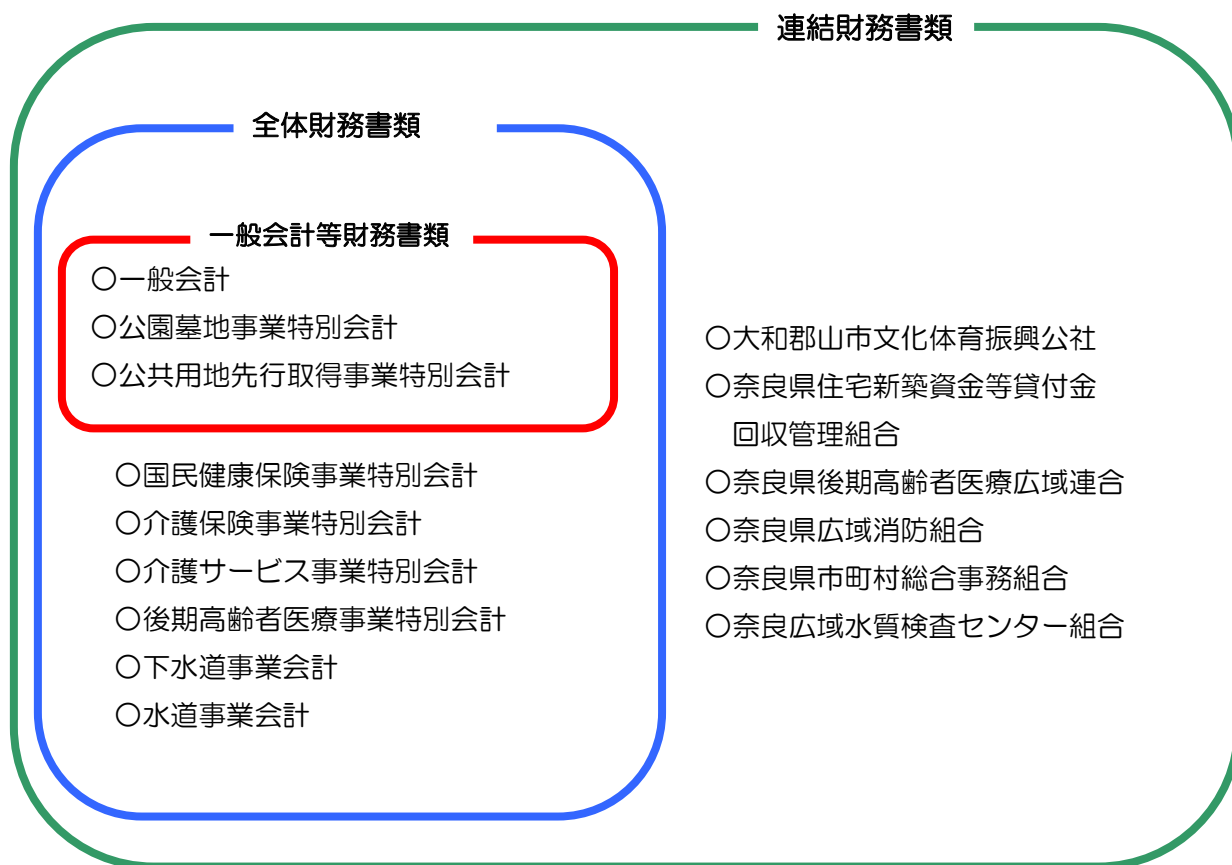 連結財務書類
全体財務書類
一般会計等財務書類
〇一般会計
〇公園墓地事業特別会計
〇公共用地先行取得事業特別会計
〇国民健康保険事業特別会計
〇介護保険事業特別会計
〇介護サービス事業特別会計
〇後期高齢者医療事業特別会計
〇下水道事業会計
〇水道事業会計
〇大和郡山市文化体育振興公社
〇奈良県住宅新築資金等貸付金
回収管理組合
〇奈良県後期高齢者医療広域連合
〇奈良県広域消防組合
〇奈良県市町村総合事務組合
〇奈良広域水質検査センター組合